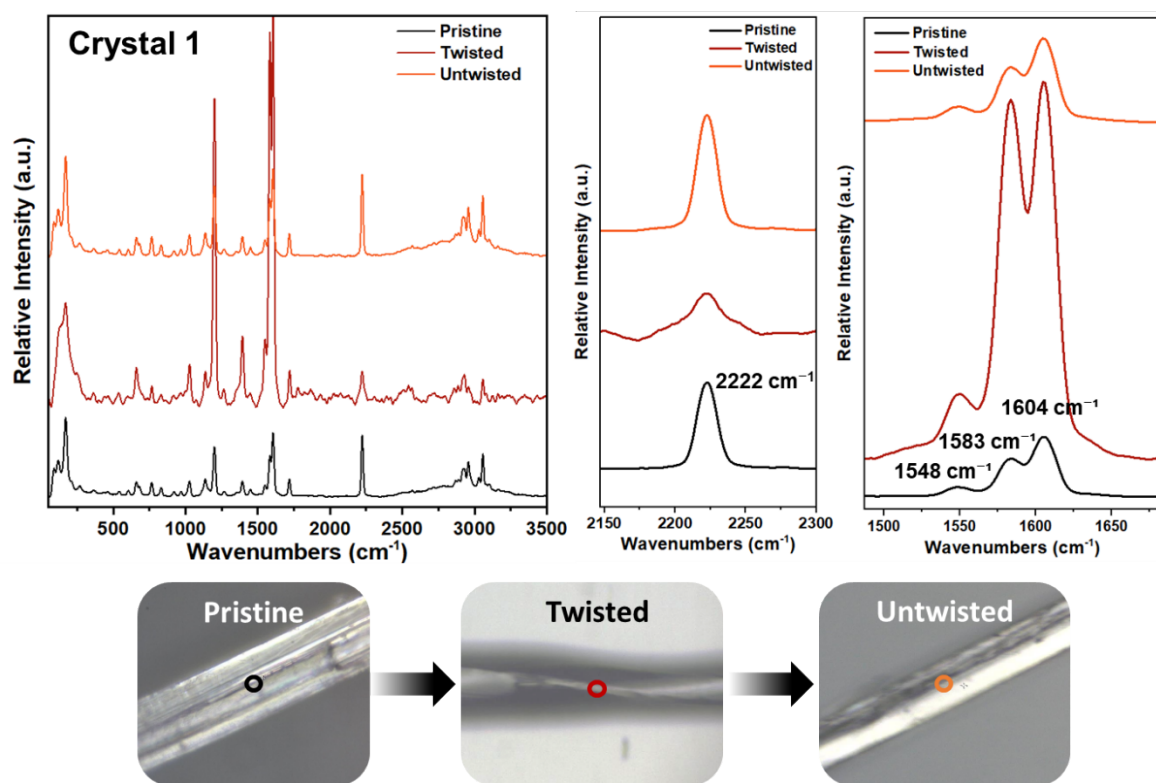 Crystal 1
Pristine
Twisted
Untwisted
Relative Intensity (a.u.)
500 1000 1500 2000 2500 3000 3500
Wavenumbers (cm⁻¹)
Pristine
Twisted
Untwisted
Relative Intensity (a.u.)
2222 cm⁻¹
2150 2200 2250 2300
Wavenumbers (cm⁻¹)
Pristine
Twisted
Untwisted
Relative Intensity (a.u.)
1604 cm⁻¹
1583 cm⁻¹
1548 cm⁻¹
1500 1550 1600 1650
Wavenumbers (cm⁻¹)
Pristine
Twisted
Untwisted